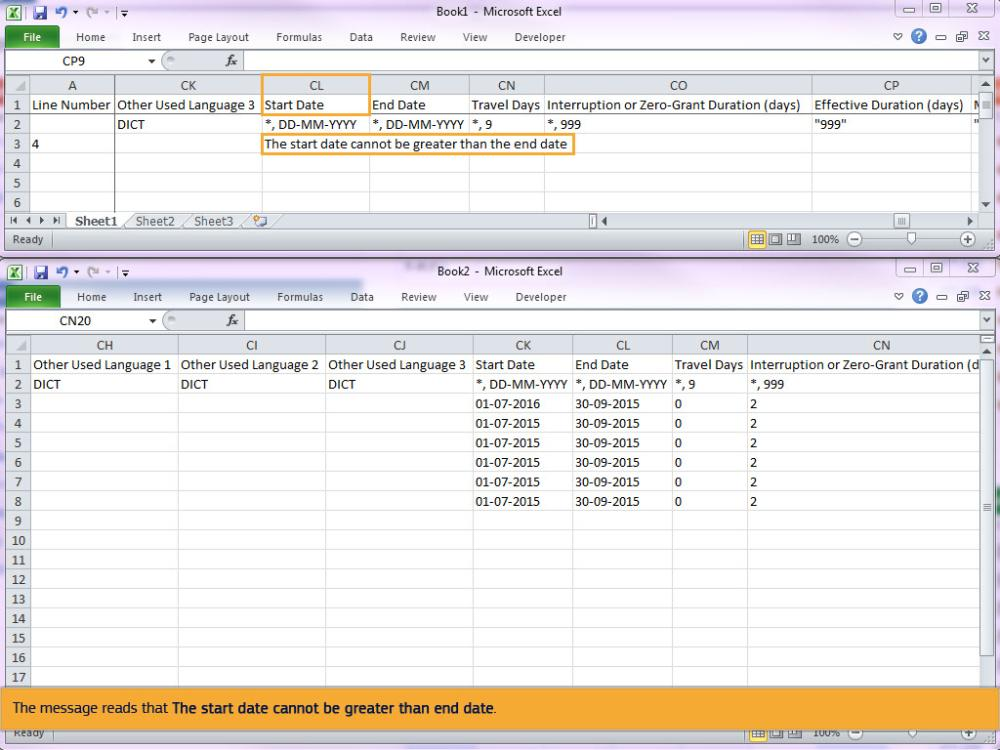 Book1 - Microsoft Excel
File Home Insert Page Layout Formulas Data Review View Developer
CP9 fx
A CK CL CM CN CO CP
1 Line Number Other Used Language 3 Start Date End Date Travel Days Interruption or Zero-Grant Duration (days) Effective Duration (days)
2 DICT *, DD-MM-YYYY *, DD-MM-YYYY *, 9 *, 999 "999" "
3 4 The start date cannot be greater than the end date
4
5
6
Sheet1 Sheet2 Sheet3
Ready 100%
Book2 - Microsoft Excel
File Home Insert Page Layout Formulas Data Review View Developer
CN20 fx
CH CI CJ CK CL CM CN
1 Other Used Language 1 Other Used Language 2 Other Used Language 3 Start Date End Date Travel Days Interruption or Zero-Grant Duration (d
2 DICT DICT DICT *, DD-MM-YYYY *, DD-MM-YYYY *, 9 *, 999
3 01-07-2016 30-09-2015 0 2
4 01-07-2015 30-09-2015 0 2
5 01-07-2015 30-09-2015 0 2
6 01-07-2015 30-09-2015 0 2
7 01-07-2015 30-09-2015 0 2
8 01-07-2015 30-09-2015 0 2
9
10
11
12
13
14
15
16
17
The message reads that The start date cannot be greater than end date.
Ready 100%